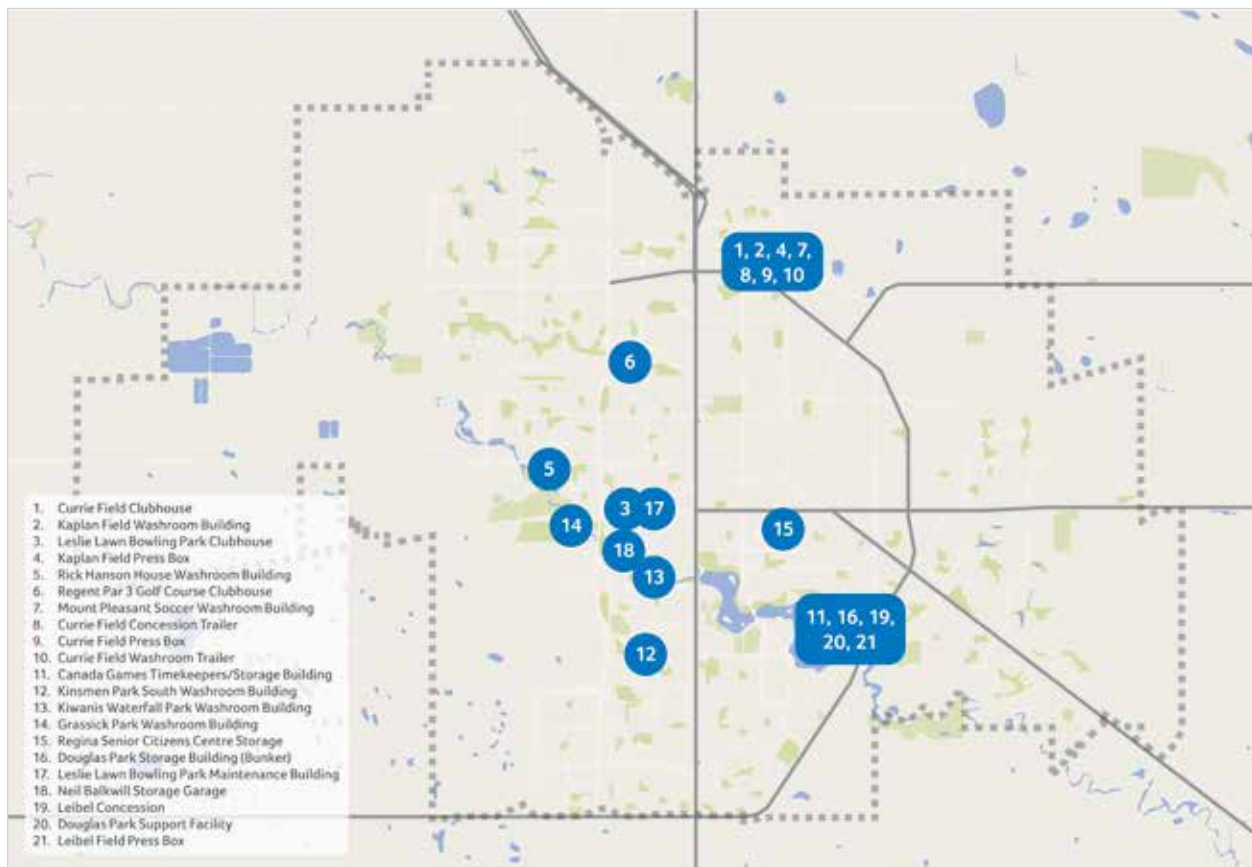 1, 2, 4, 7,
8, 9, 10
6
5
3
17
14
15
18
13
11, 16, 19,
20, 21
12
1. Currie Field Clubhouse
2. Kaplan Field Washroom Building
3. Leslie Lawn Bowling Park Clubhouse
4. Kaplan Field Press Box
5. Rick Hanson House Washroom Building
6. Regent Par 3 Golf Course Clubhouse
7. Mount Pleasant Soccer Washroom Building
8. Currie Field Concession Trailer
9. Currie Field Press Box
10. Currie Field Washroom Trailer
11. Canada Games Timekeepers/Storage Building
12. Kinsmen Park South Washroom Building
13. Kiwanis Waterfall Park Washroom Building
14. Grassick Park Washroom Building
15. Regina Senior Citizens Centre Storage
16. Douglas Park Storage Building (Bunker)
17. Leslie Lawn Bowling Park Maintenance Building
18. Neil Balkwill Storage Garage
19. Leibel Concession
20. Douglas Park Support Facility
21. Leibel Field Press Box